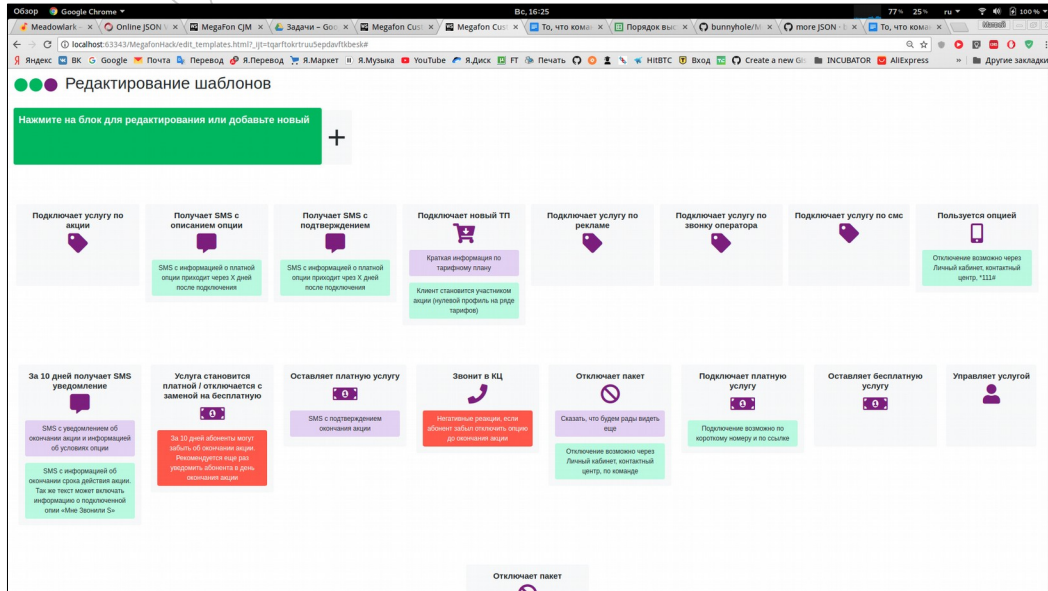 Обзор Google Chrome Вс, 16:25 77% 25% ru 100 %
Meadowlark - Online JSON V MegaFon CJM Задачи – Goo MegaFon Cust Megafon Cust То, что кома Порядок вып bunnyhole/M more JSON · То, что кома Матвей
localhost:63343/MegafonHack/edit_templates.html?_ijt=tqarftokrtruu5epdavftkbesk#
Яндекс ВК Google Почта Перевод Я.Перевод Я.Маркет Я.Музыка YouTube Я.Диск FT Печать HitBTC Вход Create a new Gis INCUBATOR AliExpress » Другие закладки
Редактирование шаблонов
Нажмите на блок для редактирования или добавьте новый
+
Подключает услугу по
акции
Получает SMS с
описанием опции
SMS с информацией о платной
опции приходит через X дней
после подключения
Получает SMS с
подтверждением
SMS с информацией о платной
опции приходит чрез X дней
после подключения
Подключает новый ТП
Краткая информация по
тарифному плану
Клиент становится участником
акции (нулевой профиль на ряде
тарифов)
Подключает услугу по
рекламе
Подключает услугу по
звонку оператора
Подключает услугу по смс
Пользуется опцией
Отключение возможно через
Личный кабинет, контактный
центр, *111#
За 10 дней получает SMS
уведомление
SMS с уведомлением об
окончании акции и информацией
об условиях опции
SMS с информацией об
окончании срока действия акции.
Так же текст может включать
информацию о подключенной
опии «Мне Звонили S»
Услуга становится
платной / отключается с
заменой на бесплатную
За 10 дней абоненты могут
забыть об окончании акции.
Рекомендуется еще раз
уведомить абонента в день
окончания акции
Оставляет платную услугу
SMS с подтверждением
окончания акции
Звонит в КЦ
Негативные реакции, если
абонент забыл отключить опцию
до окончания акции
Отключает пакет
Сказать, что будем рады видеть
еще
Отключение возможно через
Личный кабинет, контактный
центр, по команде
Подключает платную
услугу
Подключение возможно по
короткому номеру и по ссылке
Оставляет бесплатную
услугу
Управляет услугой
Отключает пакет